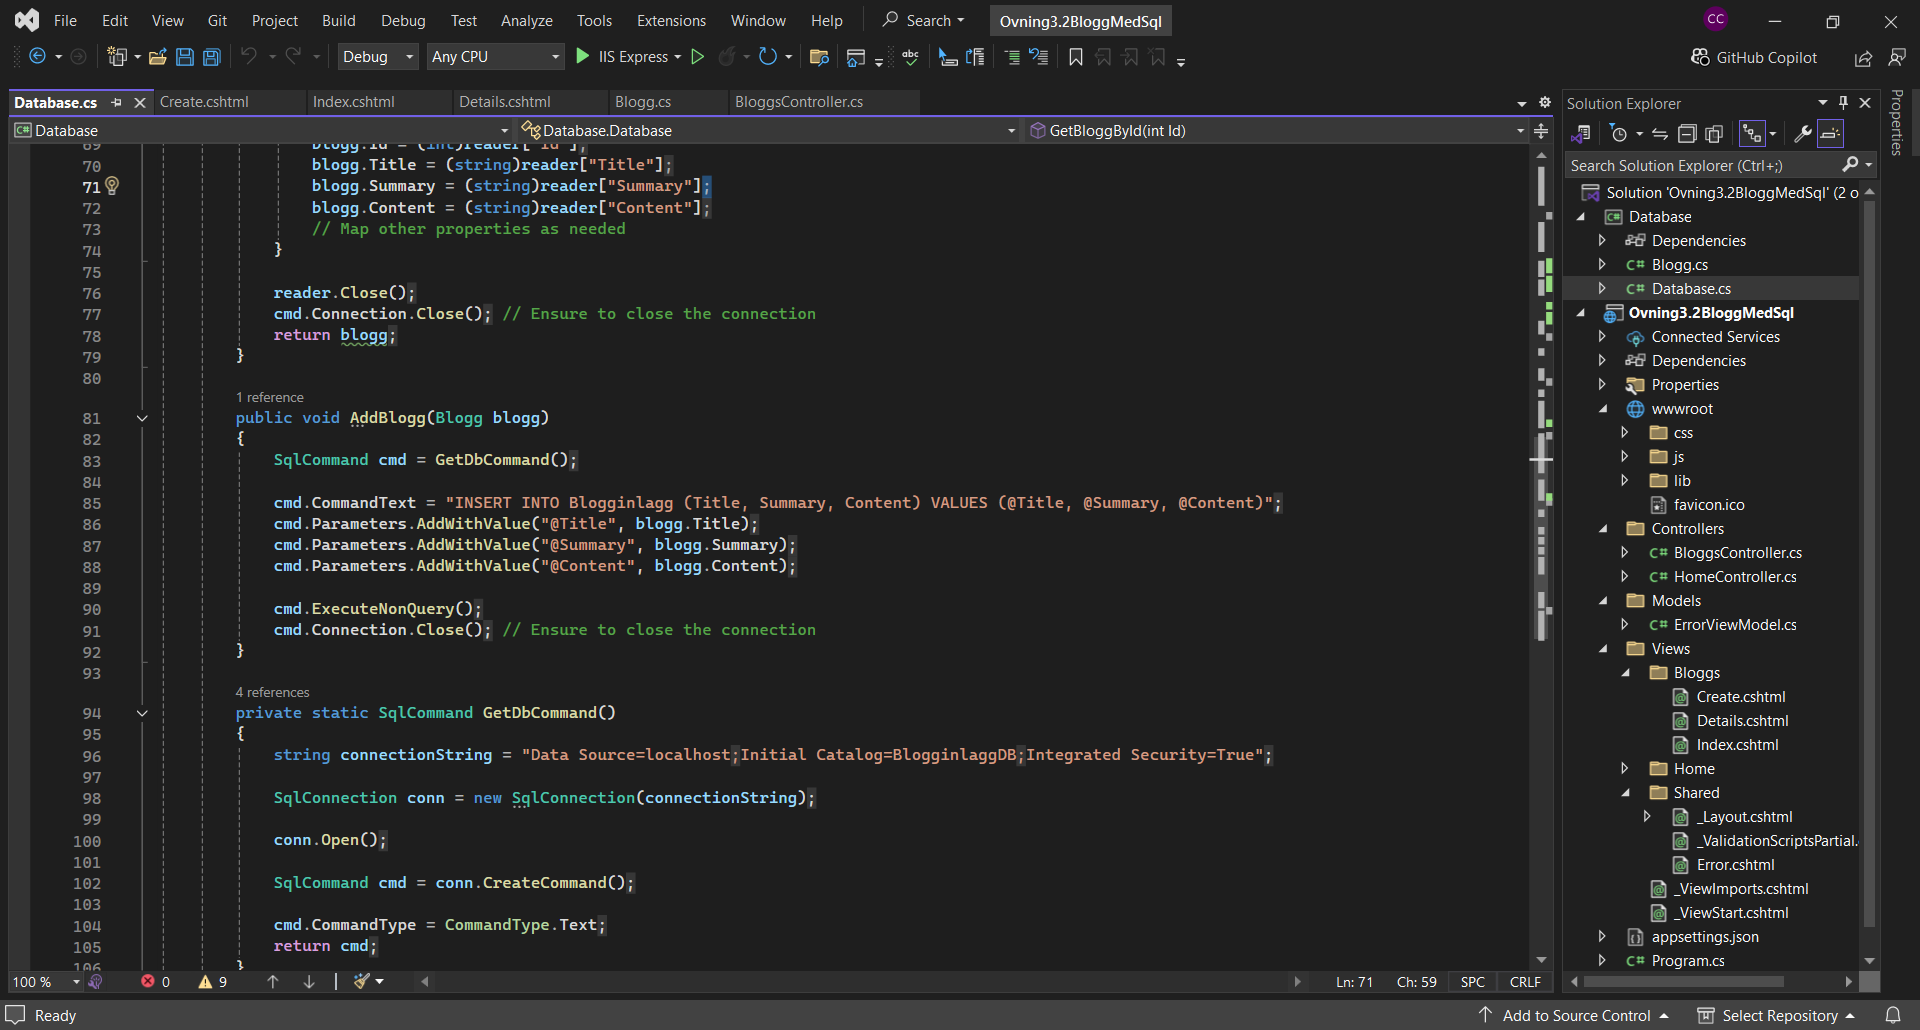 File Edit View Git Project Build Debug Test Analyze Tools Extensions Window Help Search Ovning3.2BloggMedSql CC
Debug Any CPU IIS Express abc GitHub Copilot
Database.cs Create.cshtml Index.cshtml Details.cshtml Blogg.cs BloggsController.cs
C# Database Database.Database GetBloggById(int Id)
69 blogg.Id = (int)reader["Id"];
70 blogg.Title = (string)reader["Title"];
71 blogg.Summary = (string)reader["Summary"];
72 blogg.Content = (string)reader["Content"];
73 // Map other properties as needed
74 }
75
76 reader.Close();
77 cmd.Connection.Close(); // Ensure to close the connection
78 return blogg;
79 }
80
1 reference
81 public void AddBlogg(Blogg blogg)
82 {
83 SqlCommand cmd = GetDbCommand();
84
85 cmd.CommandText = "INSERT INTO Blogginlagg (Title, Summary, Content) VALUES (@Title, @Summary, @Content)";
86 cmd.Parameters.AddWithValue("@Title", blogg.Title);
87 cmd.Parameters.AddWithValue("@Summary", blogg.Summary);
88 cmd.Parameters.AddWithValue("@Content", blogg.Content);
89
90 cmd.ExecuteNonQuery();
91 cmd.Connection.Close(); // Ensure to close the connection
92 }
93
4 references
94 private static SqlCommand GetDbCommand()
95 {
96 string connectionString = "Data Source=localhost;Initial Catalog=BlogginlaggDB;Integrated Security=True";
97
98 SqlConnection conn = new SqlConnection(connectionString);
99
100 conn.Open();
101
102 SqlCommand cmd = conn.CreateCommand();
103
104 cmd.CommandType = CommandType.Text;
105 return cmd;
106 }
100 % 0 9 Ln: 71 Ch: 59 SPC CRLF
Solution Explorer
Search Solution Explorer (Ctrl+;)
Solution 'Ovning3.2BloggMedSql' (2 o
C# Database
Dependencies
C# Blogg.cs
C# Database.cs
Ovning3.2BloggMedSql
Connected Services
Dependencies
Properties
wwwroot
css
js
lib
favicon.ico
Controllers
C# BloggsController.cs
C# HomeController.cs
Models
C# ErrorViewModel.cs
Views
Bloggs
Create.cshtml
Details.cshtml
Index.cshtml
Home
Shared
_Layout.cshtml
_ValidationScriptsPartial.
Error.cshtml
_ViewImports.cshtml
_ViewStart.cshtml
appsettings.json
C# Program.cs
Properties
Ready Add to Source Control Select Repository